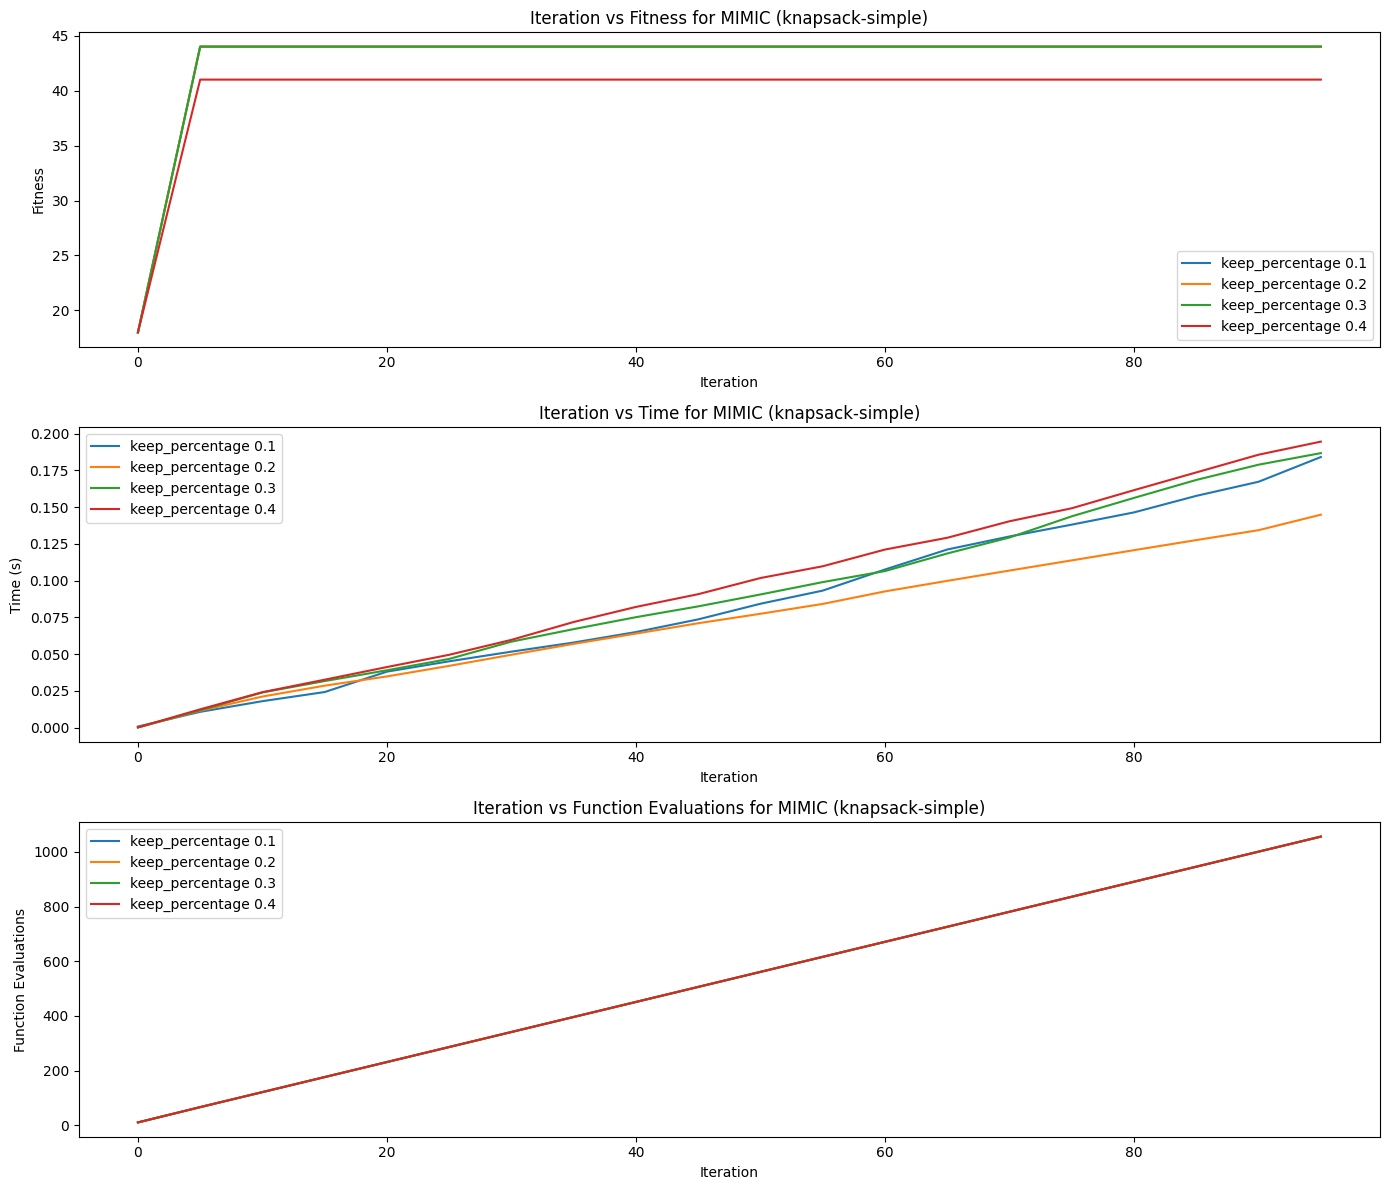 Iteration vs Fitness for MIMIC (knapsack-simple)
45
40
35
30
25
20
Fitness
keep_percentage 0.1
keep_percentage 0.2
keep_percentage 0.3
keep_percentage 0.4
0 20 40 60 80
Iteration
Iteration vs Time for MIMIC (knapsack-simple)
keep_percentage 0.1
keep_percentage 0.2
keep_percentage 0.3
keep_percentage 0.4
0.200
0.175
0.150
0.125
0.100
0.075
0.050
0.025
0.000
Time (s)
0 20 40 60 80
Iteration
Iteration vs Function Evaluations for MIMIC (knapsack-simple)
keep_percentage 0.1
keep_percentage 0.2
keep_percentage 0.3
keep_percentage 0.4
1000
800
600
400
200
0
Function Evaluations
0 20 40 60 80
Iteration